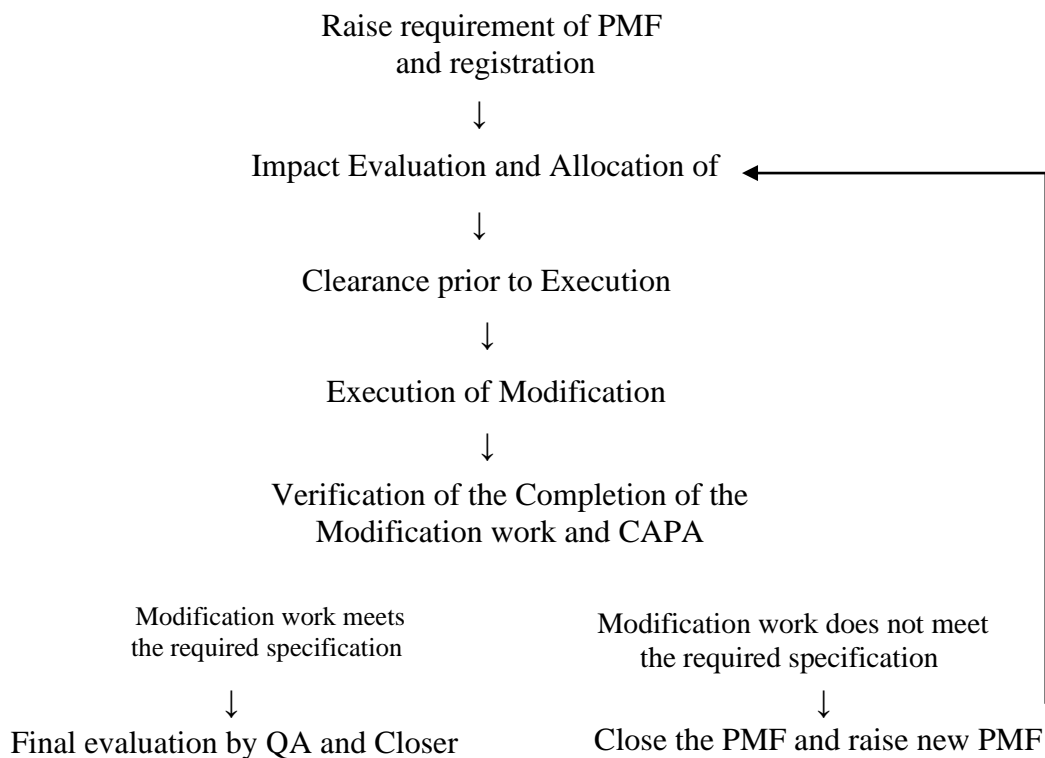 Raise requirement of PMF
and registration
↓
Impact Evaluation and Allocation of
↓
Clearance prior to Execution
↓
Execution of Modification
↓
Verification of the Completion of the
Modification work and CAPA
Modification work meets
the required specification
Modification work does not meet
the required specification
↓
↓
Final evaluation by QA and Closer
Close the PMF and raise new PMF